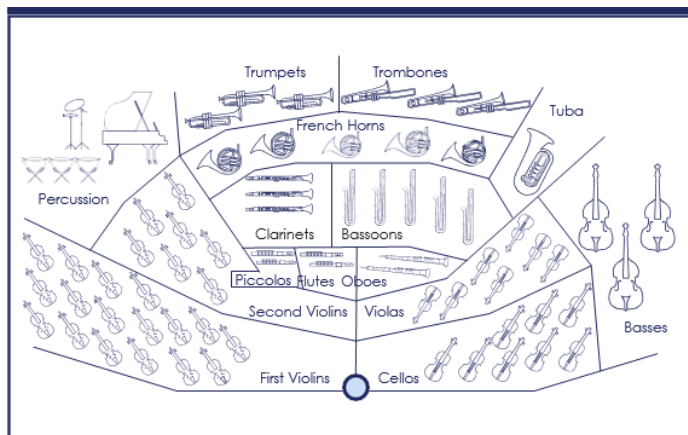 Trumpets
Trombones
Tuba
French Horns
Percussion
Clarinets
Bassoons
Piccolos
Flutes
Oboes
Second Violins
Violas
Basses
First Violins
Cellos